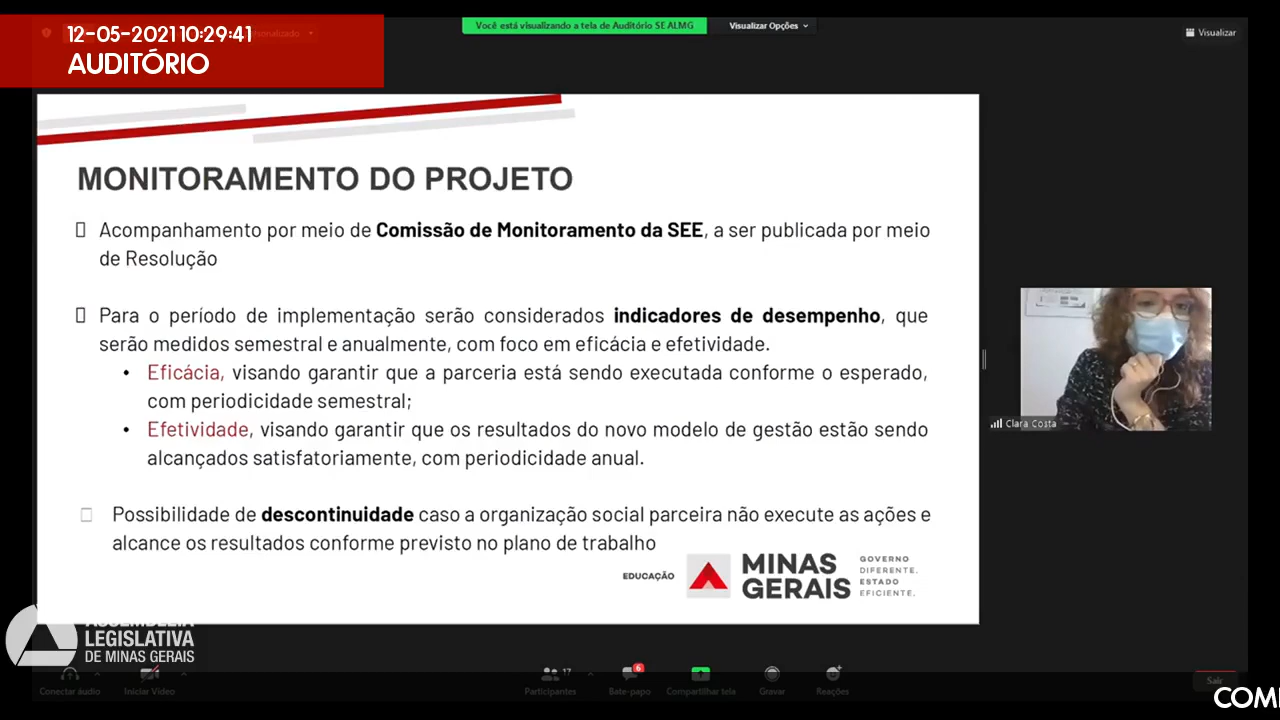 12-05-2021 10:29:41
AUDITÓRIO
Você está visualizando a tela de Auditório SE ALMG
Visualizar Opções
Visualizar
MONITORAMENTO DO PROJETO
Acompanhamento por meio de Comissão de Monitoramento da SEE, a ser publicada por meio
de Resolução
Para o período de implementação serão considerados indicadores de desempenho, que
serão medidos semestral e anualmente, com foco em eficácia e efetividade.
• Eficácia, visando garantir que a parceria está sendo executada conforme o esperado,
com periodicidade semestral;
• Efetividade, visando garantir que os resultados do novo modelo de gestão estão sendo
alcançados satisfatoriamente, com periodicidade anual.
Possibilidade de descontinuidade caso a organização social parceira não execute as ações e
alcance os resultados conforme previsto no plano de trabalho
EDUCAÇÃO
MINAS
GERAIS
GOVERNO
DIFERENTE.
ESTADO
EFICIENTE.
Clara Costa
ASSEMBLEIA
LEGISLATIVA
DE MINAS GERAIS
Conectar áudio
Iniciar Vídeo
Participantes
17
Bate-papo
6
Compartilhar tela
Gravar
Reações
Sair
COM